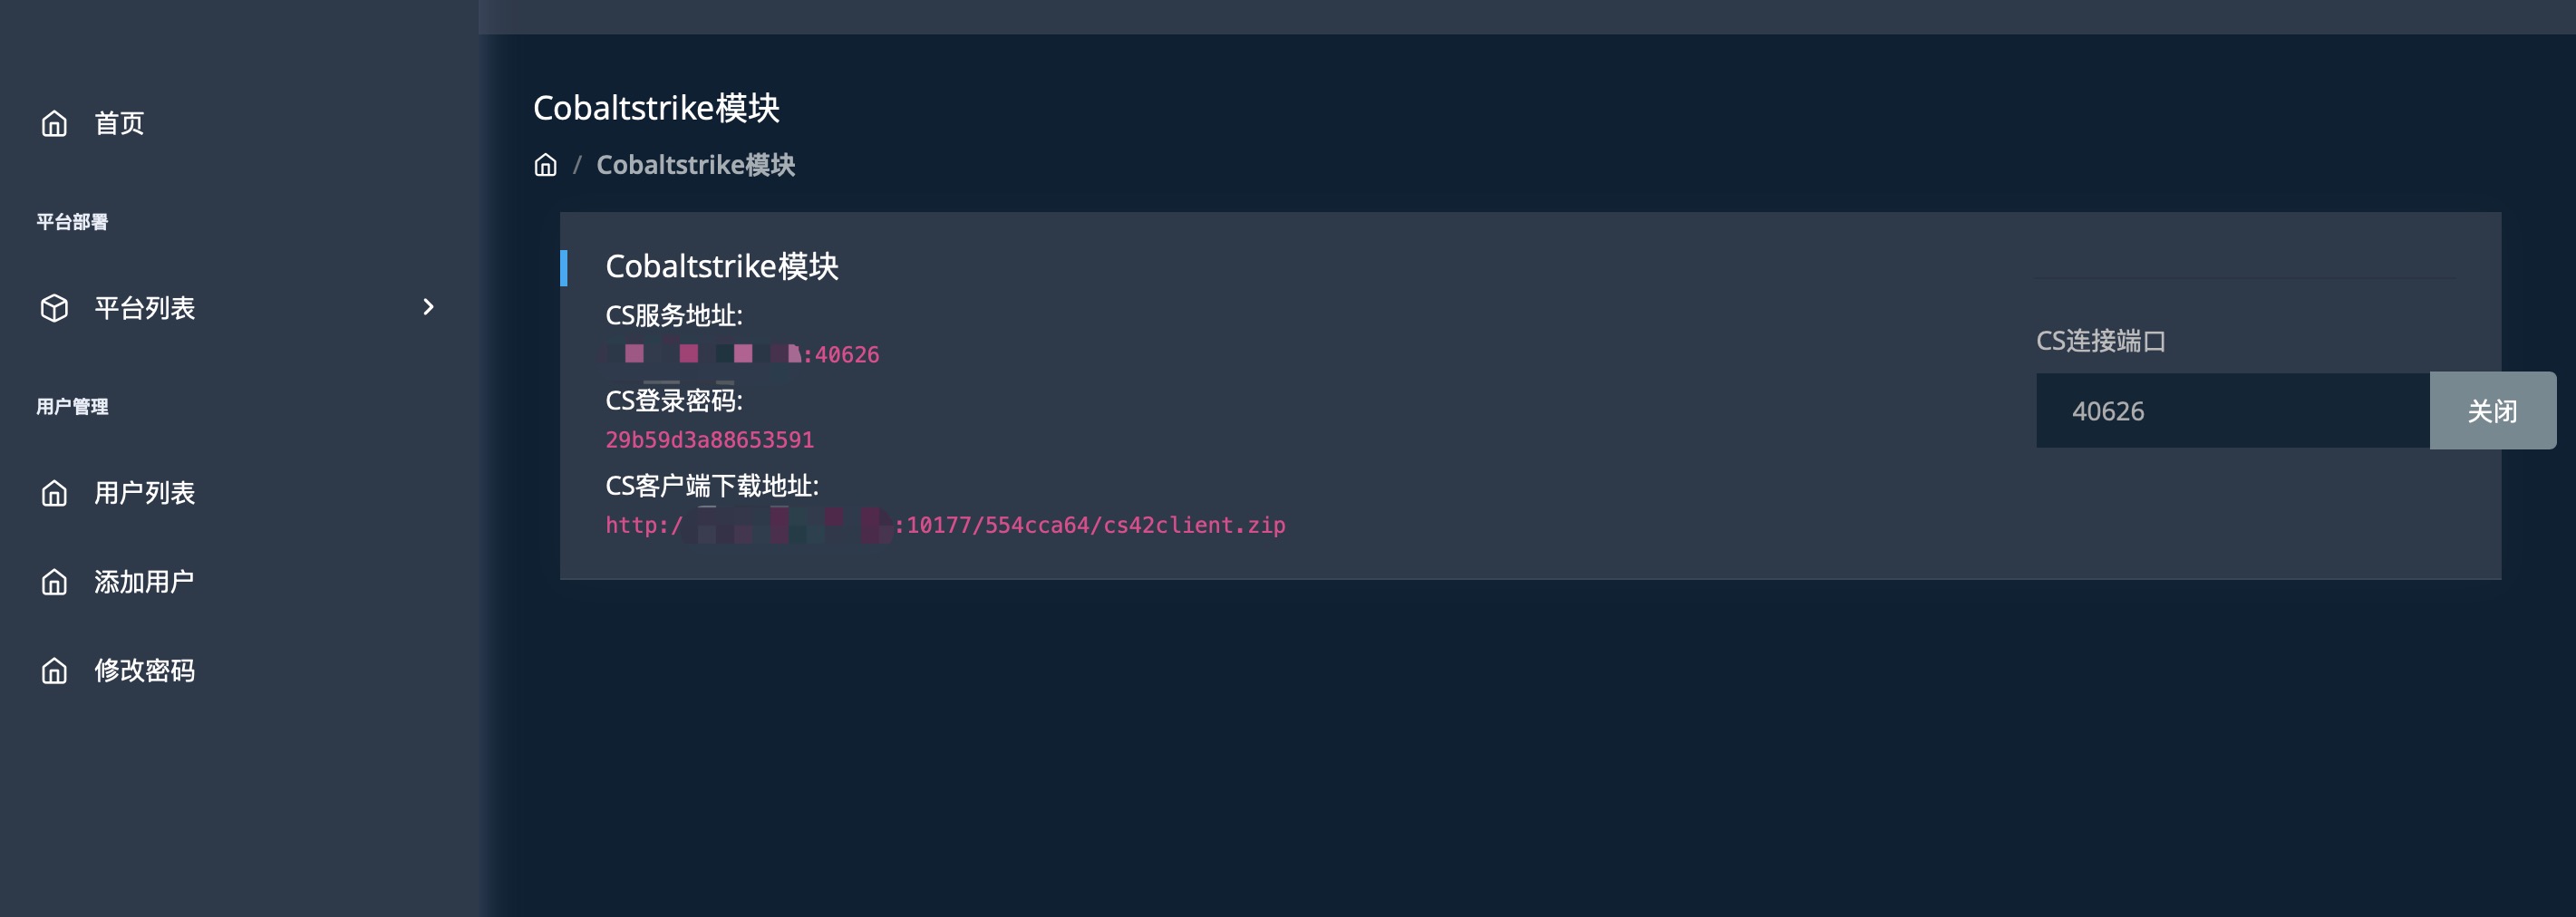 首页
平台部署
平台列表
用户管理
用户列表
添加用户
修改密码
Cobaltstrike模块
/ Cobaltstrike模块
Cobaltstrike模块
CS服务地址:
:40626
CS登录密码:
29b59d3a88653591
CS客户端下载地址:
http:/ :10177/554cca64/cs42client.zip
CS连接端口
40626
关闭